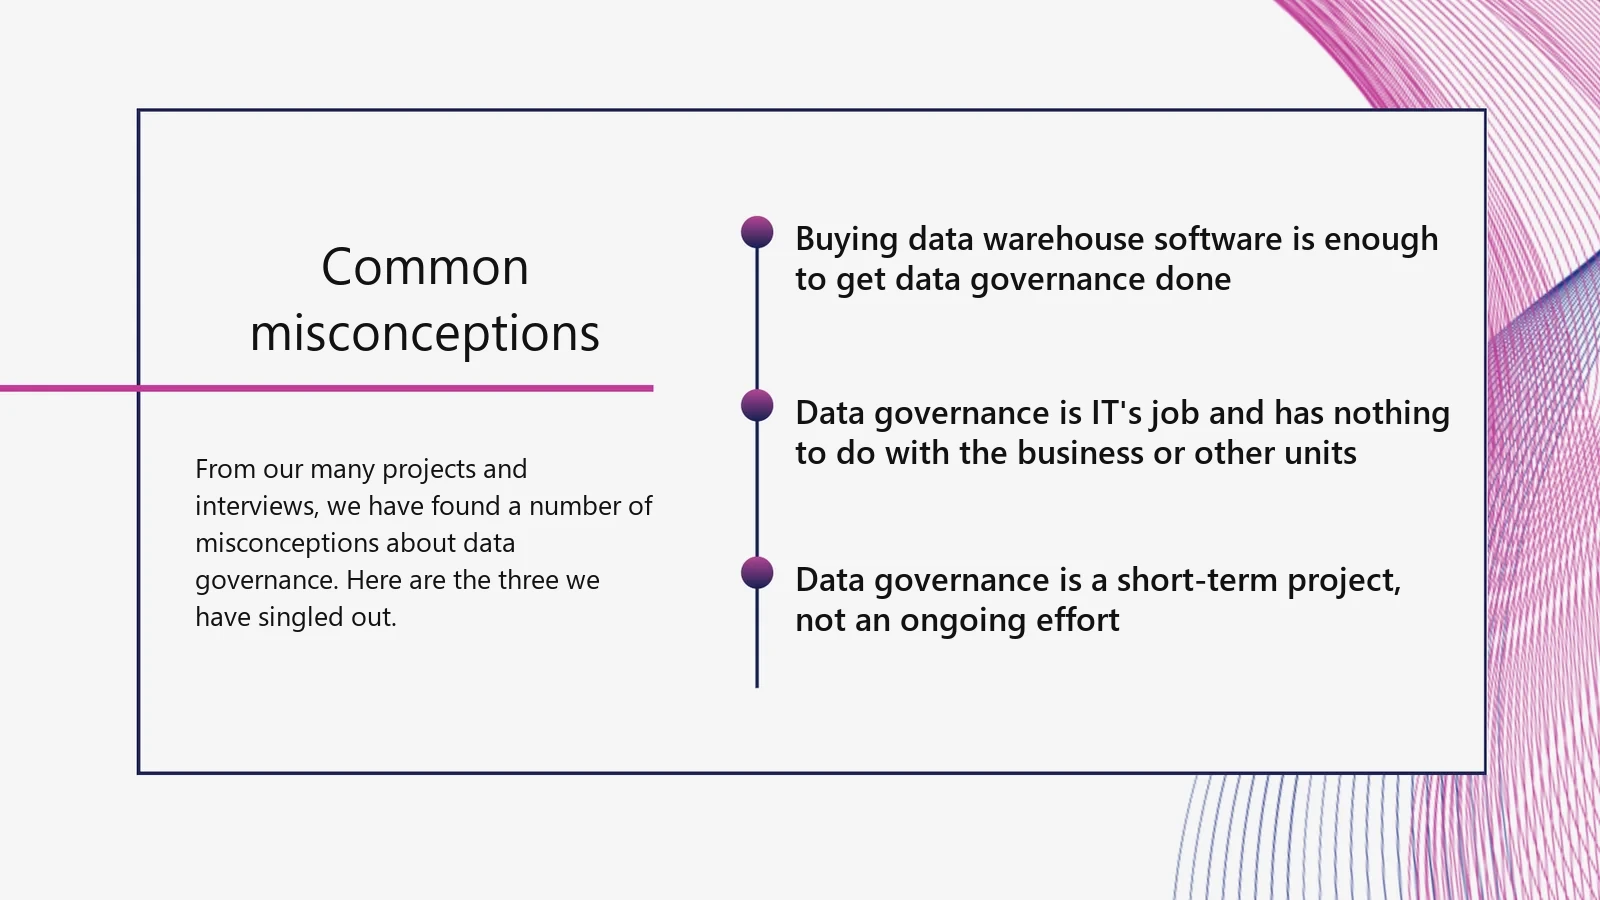 Common
misconceptions
From our many projects and
interviews, we have found a number of
misconceptions about data
governance. Here are the three we
have singled out.
Buying data warehouse software is enough
to get data governance done
Data governance is IT's job and has nothing
to do with the business or other units
Data governance is a short-term project,
not an ongoing effort